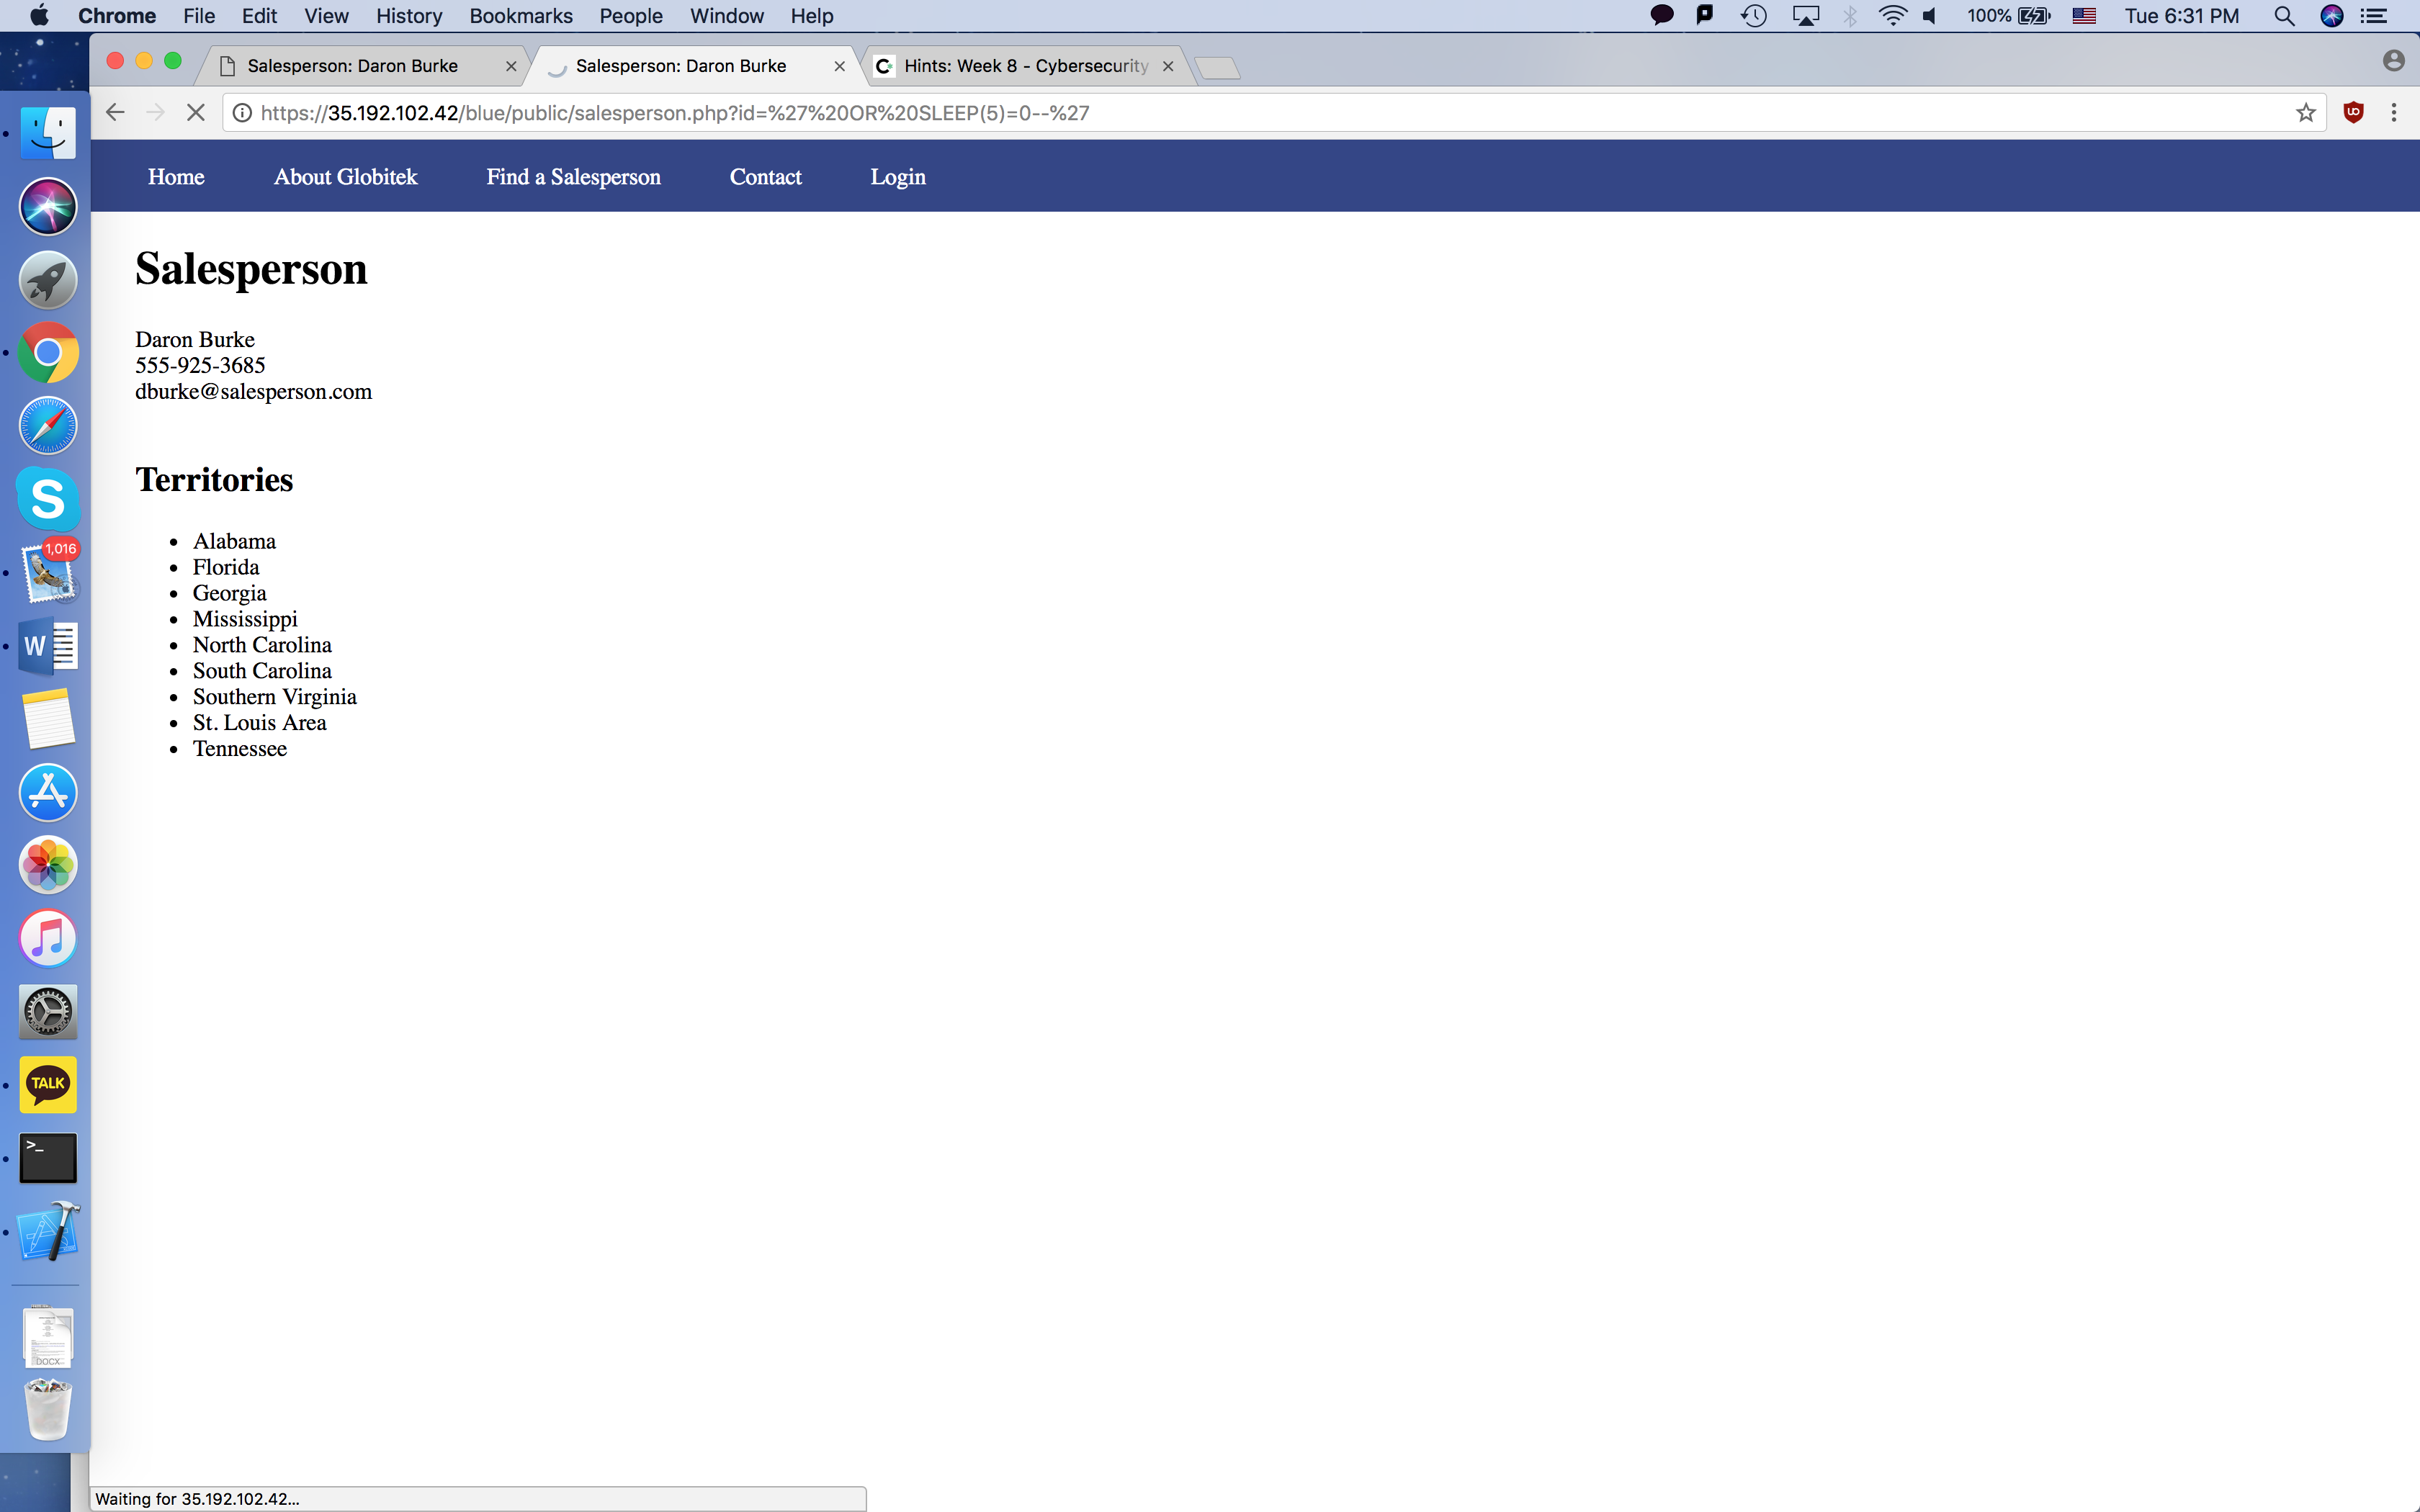 Chrome File Edit View History Bookmarks People Window Help 100% Tue 6:31 PM
Salesperson: Daron Burke Salesperson: Daron Burke Hints: Week 8 - Cybersecurity
https://35.192.102.42/blue/public/salesperson.php?id=%27%20OR%20SLEEP(5)=0--%27
Home About Globitek Find a Salesperson Contact Login
Salesperson
Daron Burke
555-925-3685
dburke@salesperson.com
Territories
• Alabama
• Florida
• Georgia
• Mississippi
• North Carolina
• South Carolina
• Southern Virginia
• St. Louis Area
• Tennessee
S
1,016
W
TALK
>_
DOCX
Waiting for 35.192.102.42...